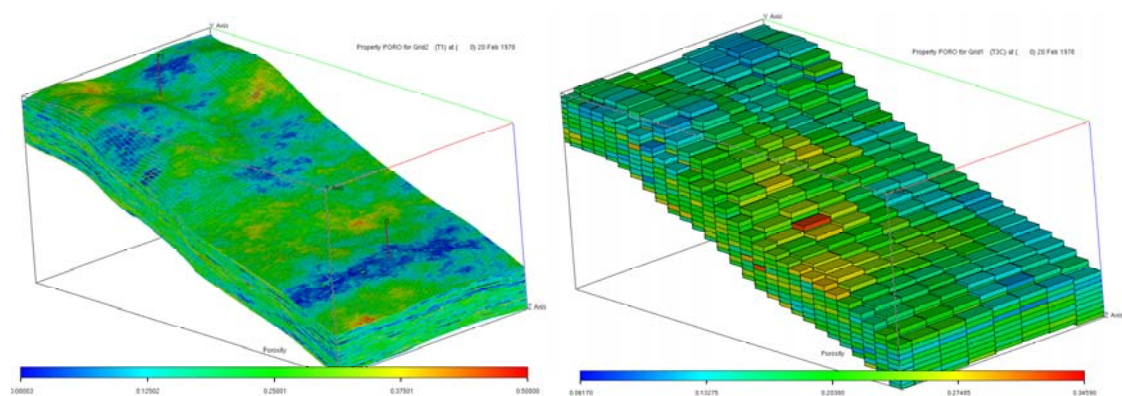 Y Axis
Property PORO for Grid2 (T1) at ( 0) 20 Feb 1976
Z Axis
Porosity
0.00003 0.12502 0.25001 0.37501 0.50000
Y Axis
Property PORO for Grid1 (T3C) at ( 0) 20 Feb 1976
Z Axis
Porosity
0.06170 0.13275 0.20380 0.27485 0.34590